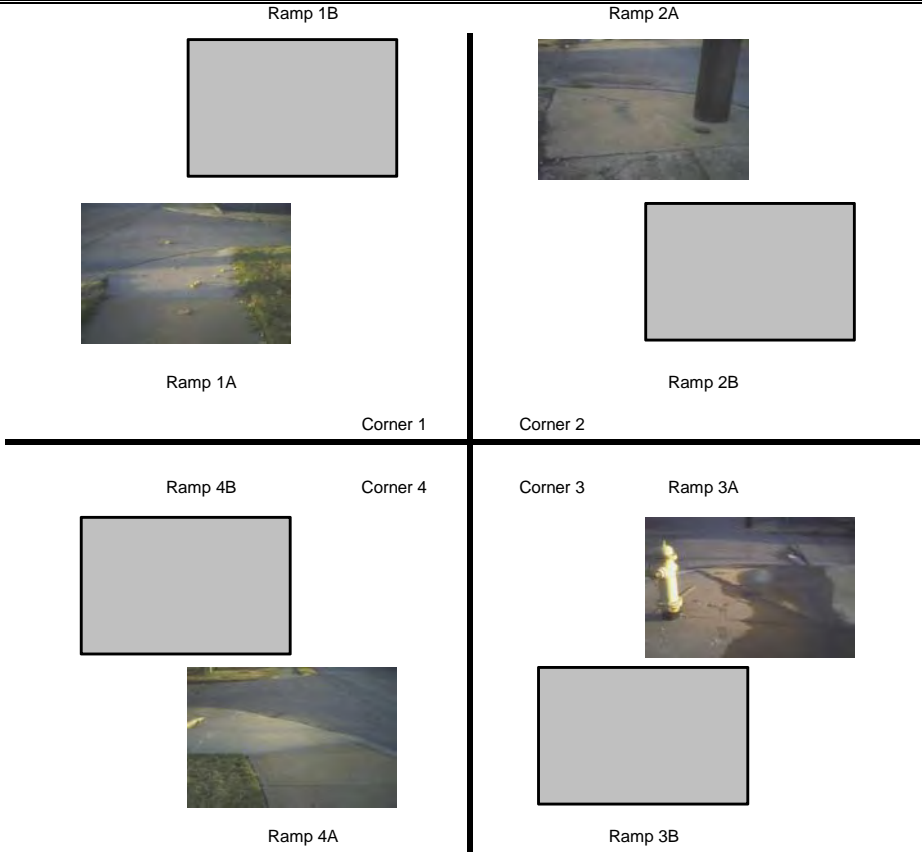 Ramp 1B
Ramp 2A
Ramp 1A
Ramp 2B
Corner 1
Corner 2
Ramp 4B
Corner 4
Corner 3
Ramp 3A
Ramp 4A
Ramp 3B